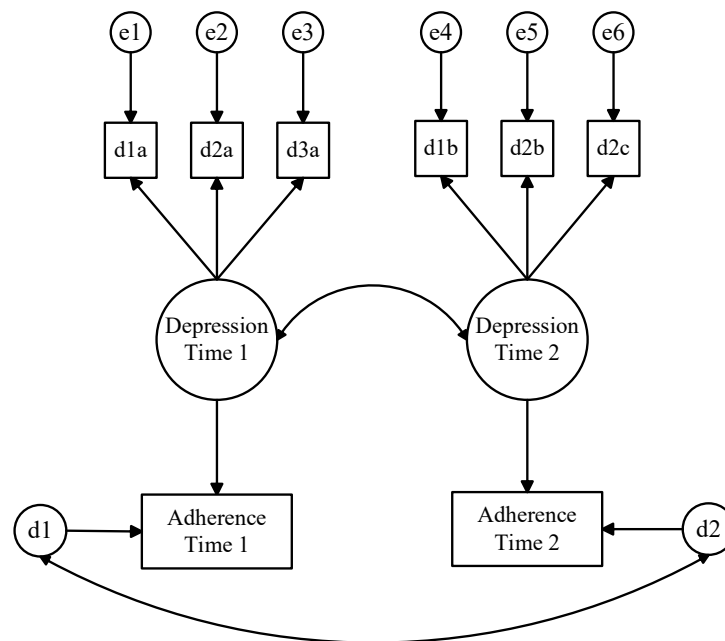 e1 e2 e3 e4 e5 e6
d1a d2a d3a d1b d2b d2c
Depression
Time 1
Depression
Time 2
d1
Adherence
Time 1
Adherence
Time 2
d2